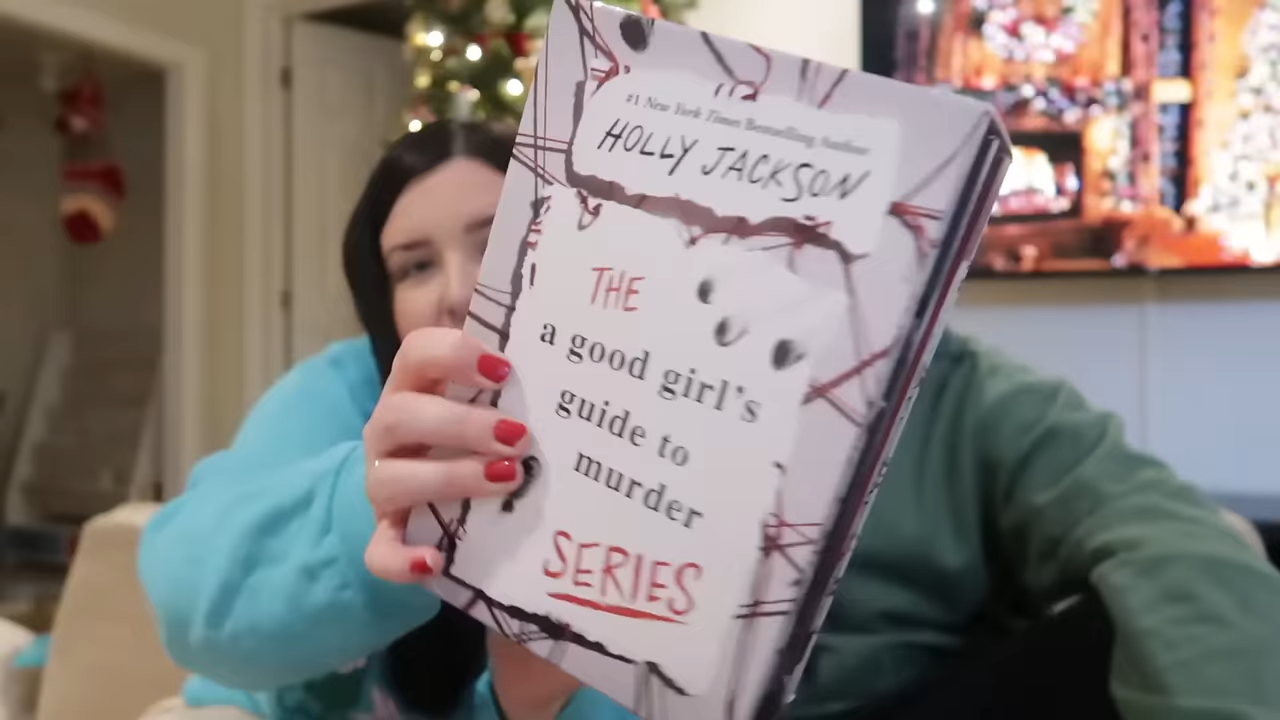 #1 New York Times Bestselling Author
HOLLY JACKSON
THE
a good girl's
guide to
murder
SERIES